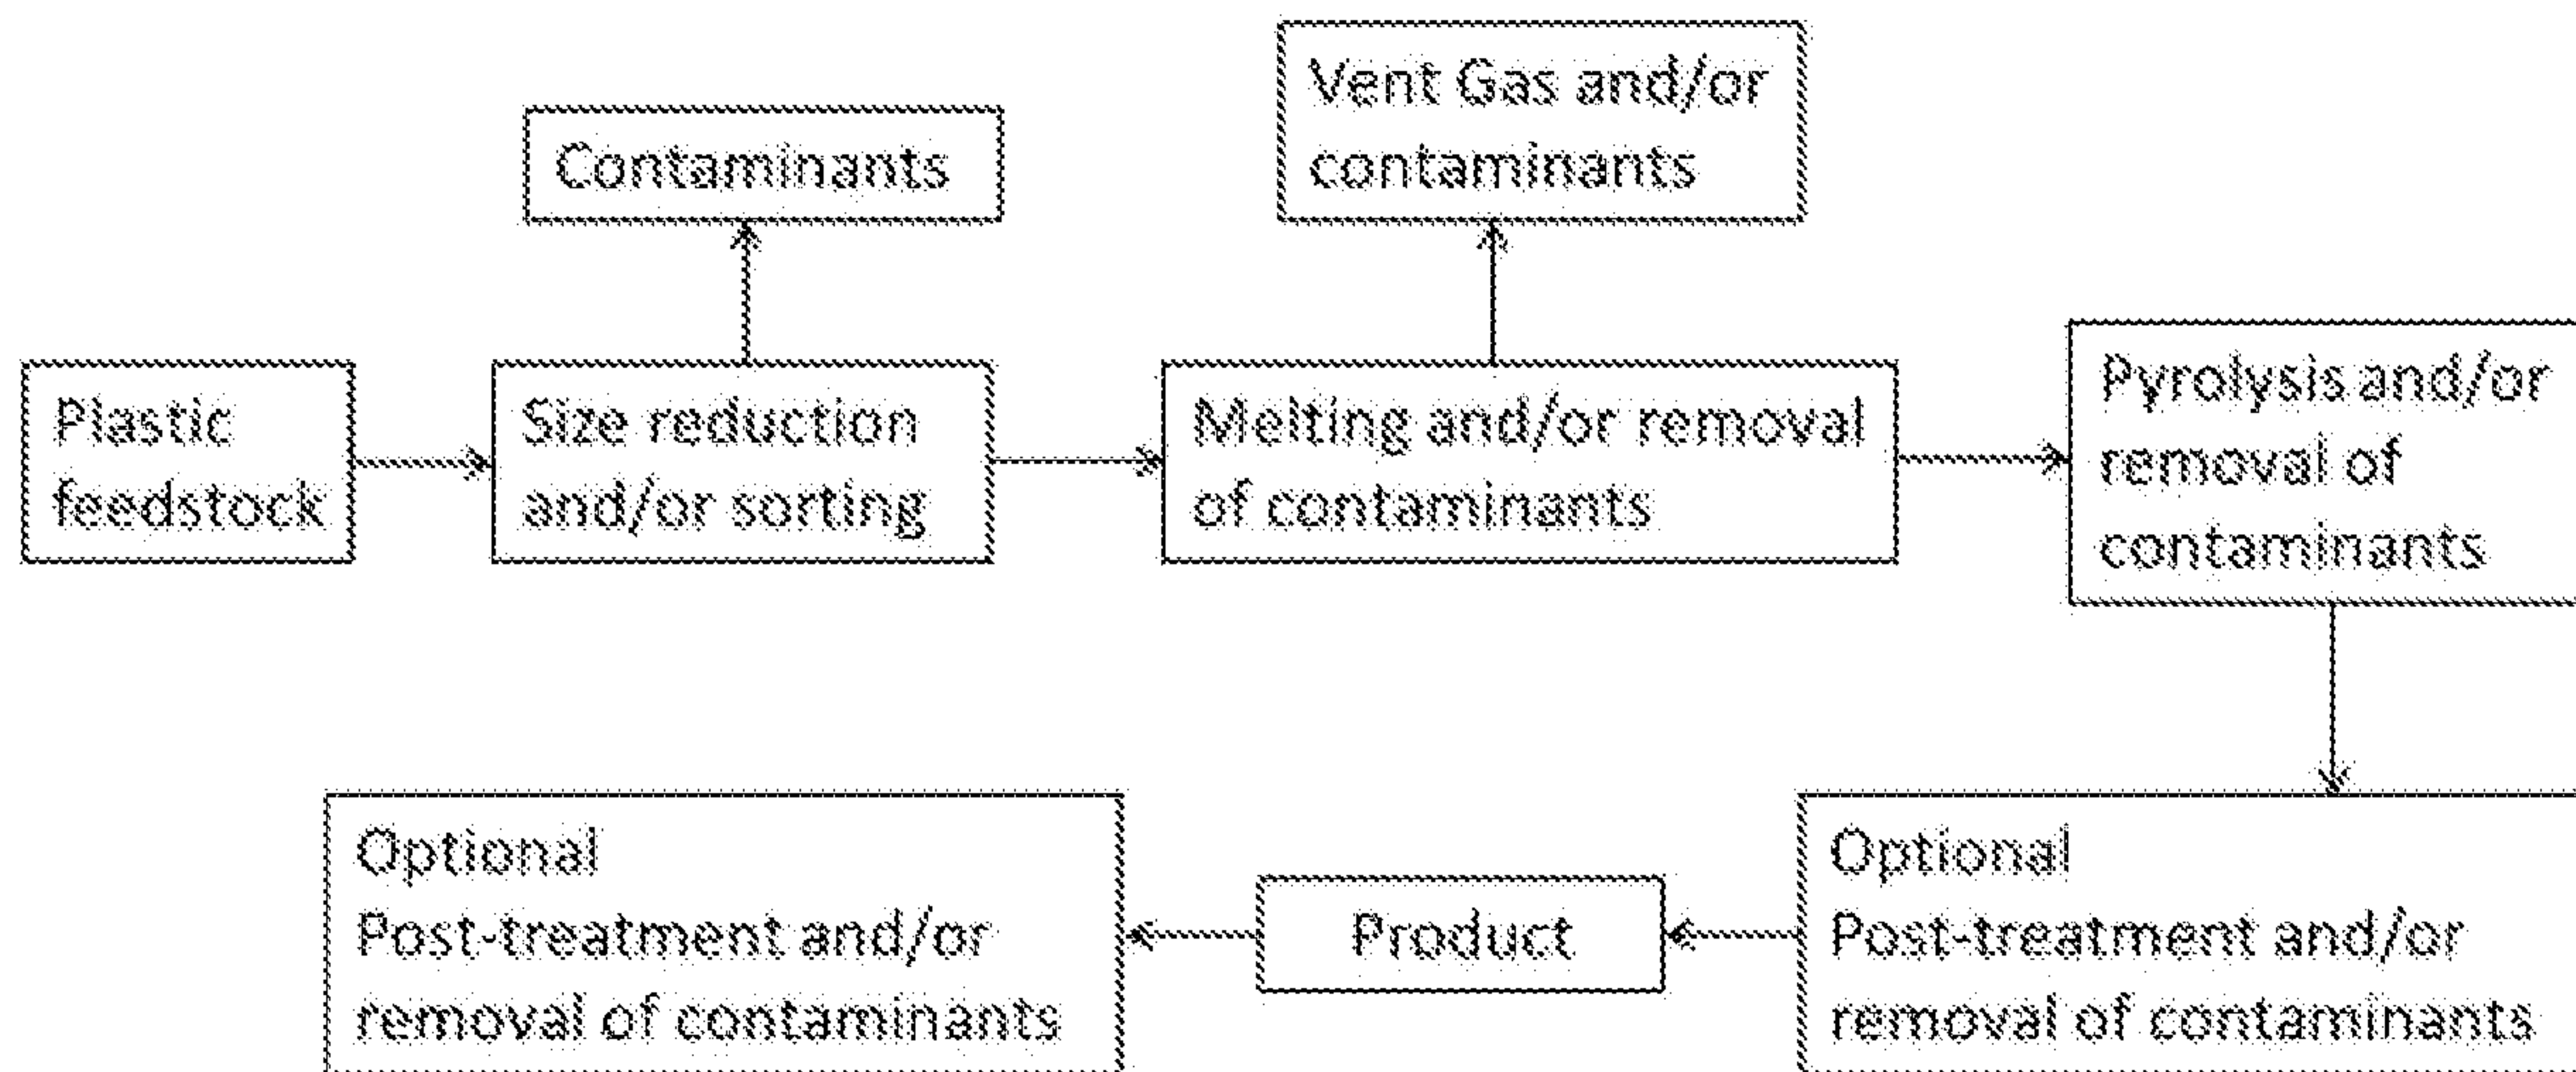 Contaminants
Vent Gas and/or
contaminants
Plastic
feedstock
Size reduction
and/or sorting
Melting and/or removal
of contaminants
Pyrolysis and/or
removal of
contaminants
Optional
Post-treatment and/or
removal of contaminants
Product
Optional
Post-treatment and/or
removal of contaminants